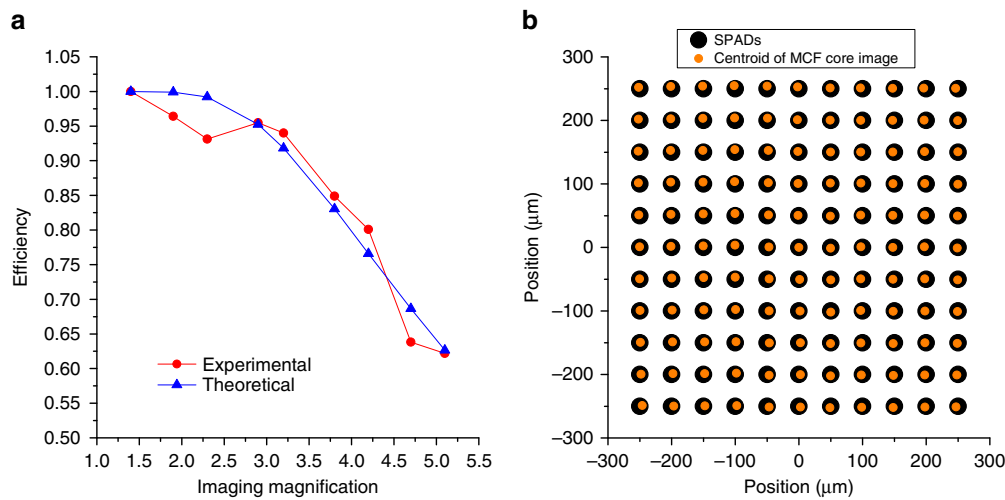 a
1.05
1.00
0.95
0.90
0.85
0.80
0.75
0.70
0.65
0.60
0.55
0.50
Efficiency
Experimental
Theoretical
1.0 1.5 2.0 2.5 3.0 3.5 4.0 4.5 5.0 5.5
Imaging magnification
b
SPADs
Centroid of MCF core image
300
200
100
0
−100
−200
−300
Position (μm)
−300 −200 −100 0 100 200 300
Position (μm)